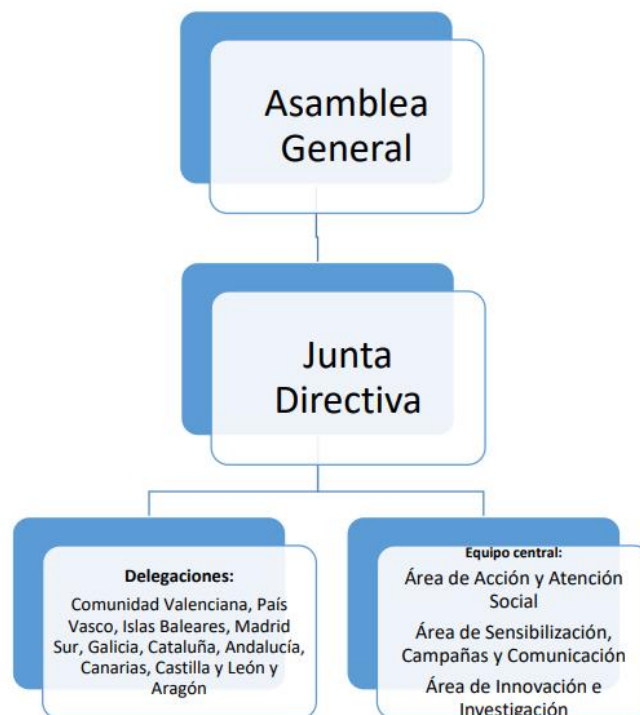 Asamblea
General
Junta
Directiva
Delegaciones:
Comunidad Valenciana, País
Vasco, Islas Baleares, Madrid
Sur, Galicia, Cataluña, Andalucía,
Canarias, Castilla y León y
Aragón
Equipo central:
Área de Acción y Atención
Social
Área de Sensibilización,
Campañas y Comunicación
Área de Innovación e
Investigación